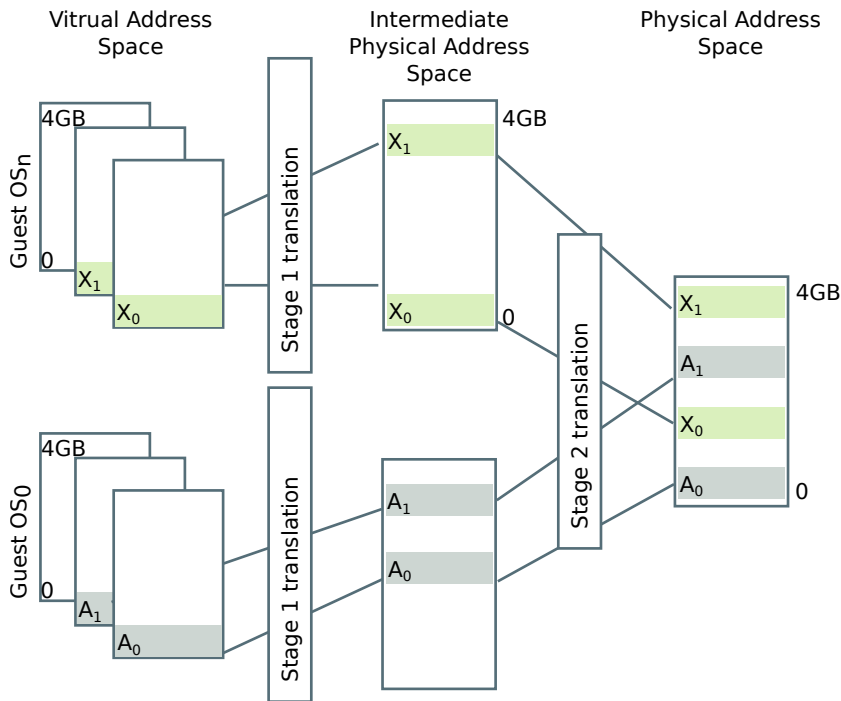 Vitrual Address
Space
Intermediate
Physical Address
Space
Physical Address
Space
Guest OSn
4GB
0
X1
X0
Stage 1 translation
4GB
X1
X0
0
Stage 2 translation
4GB
X1
A1
X0
A0
0
Guest OS0
4GB
0
A1
A0
Stage 1 translation
A1
A0